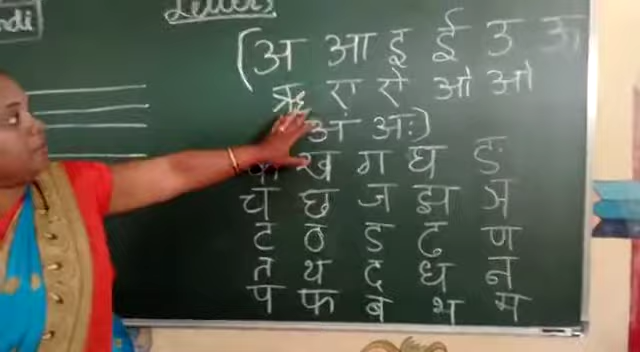 Letters
(अ आ इ ई उ ऊ
ऋ ए ऐ ओ औ
अं अः)
क ख ग घ ङ
च छ ज झ ञ
ट ठ ड ढ ण
त थ द ध न
प फ ब भ म